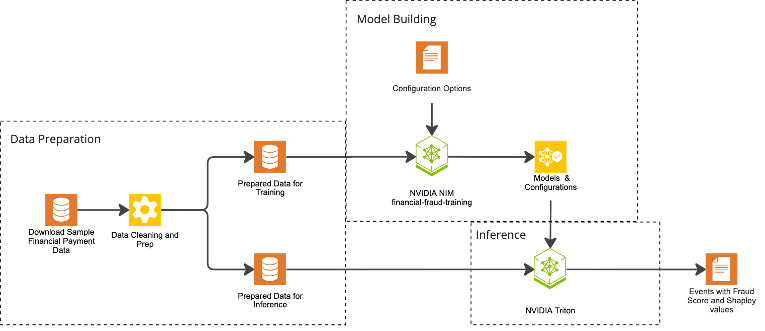 Model Building
Configuration Options
Data Preparation
Prepared Data for
Training
NVIDIA NIM
financial-fraud-training
Models &
Configurations
Download Sample
Financial Payment
Data
Data Cleaning and
Prep
Inference
Prepared Data for
Inference
NVIDIA Triton
Events with Fraud
Score and Shapley
values